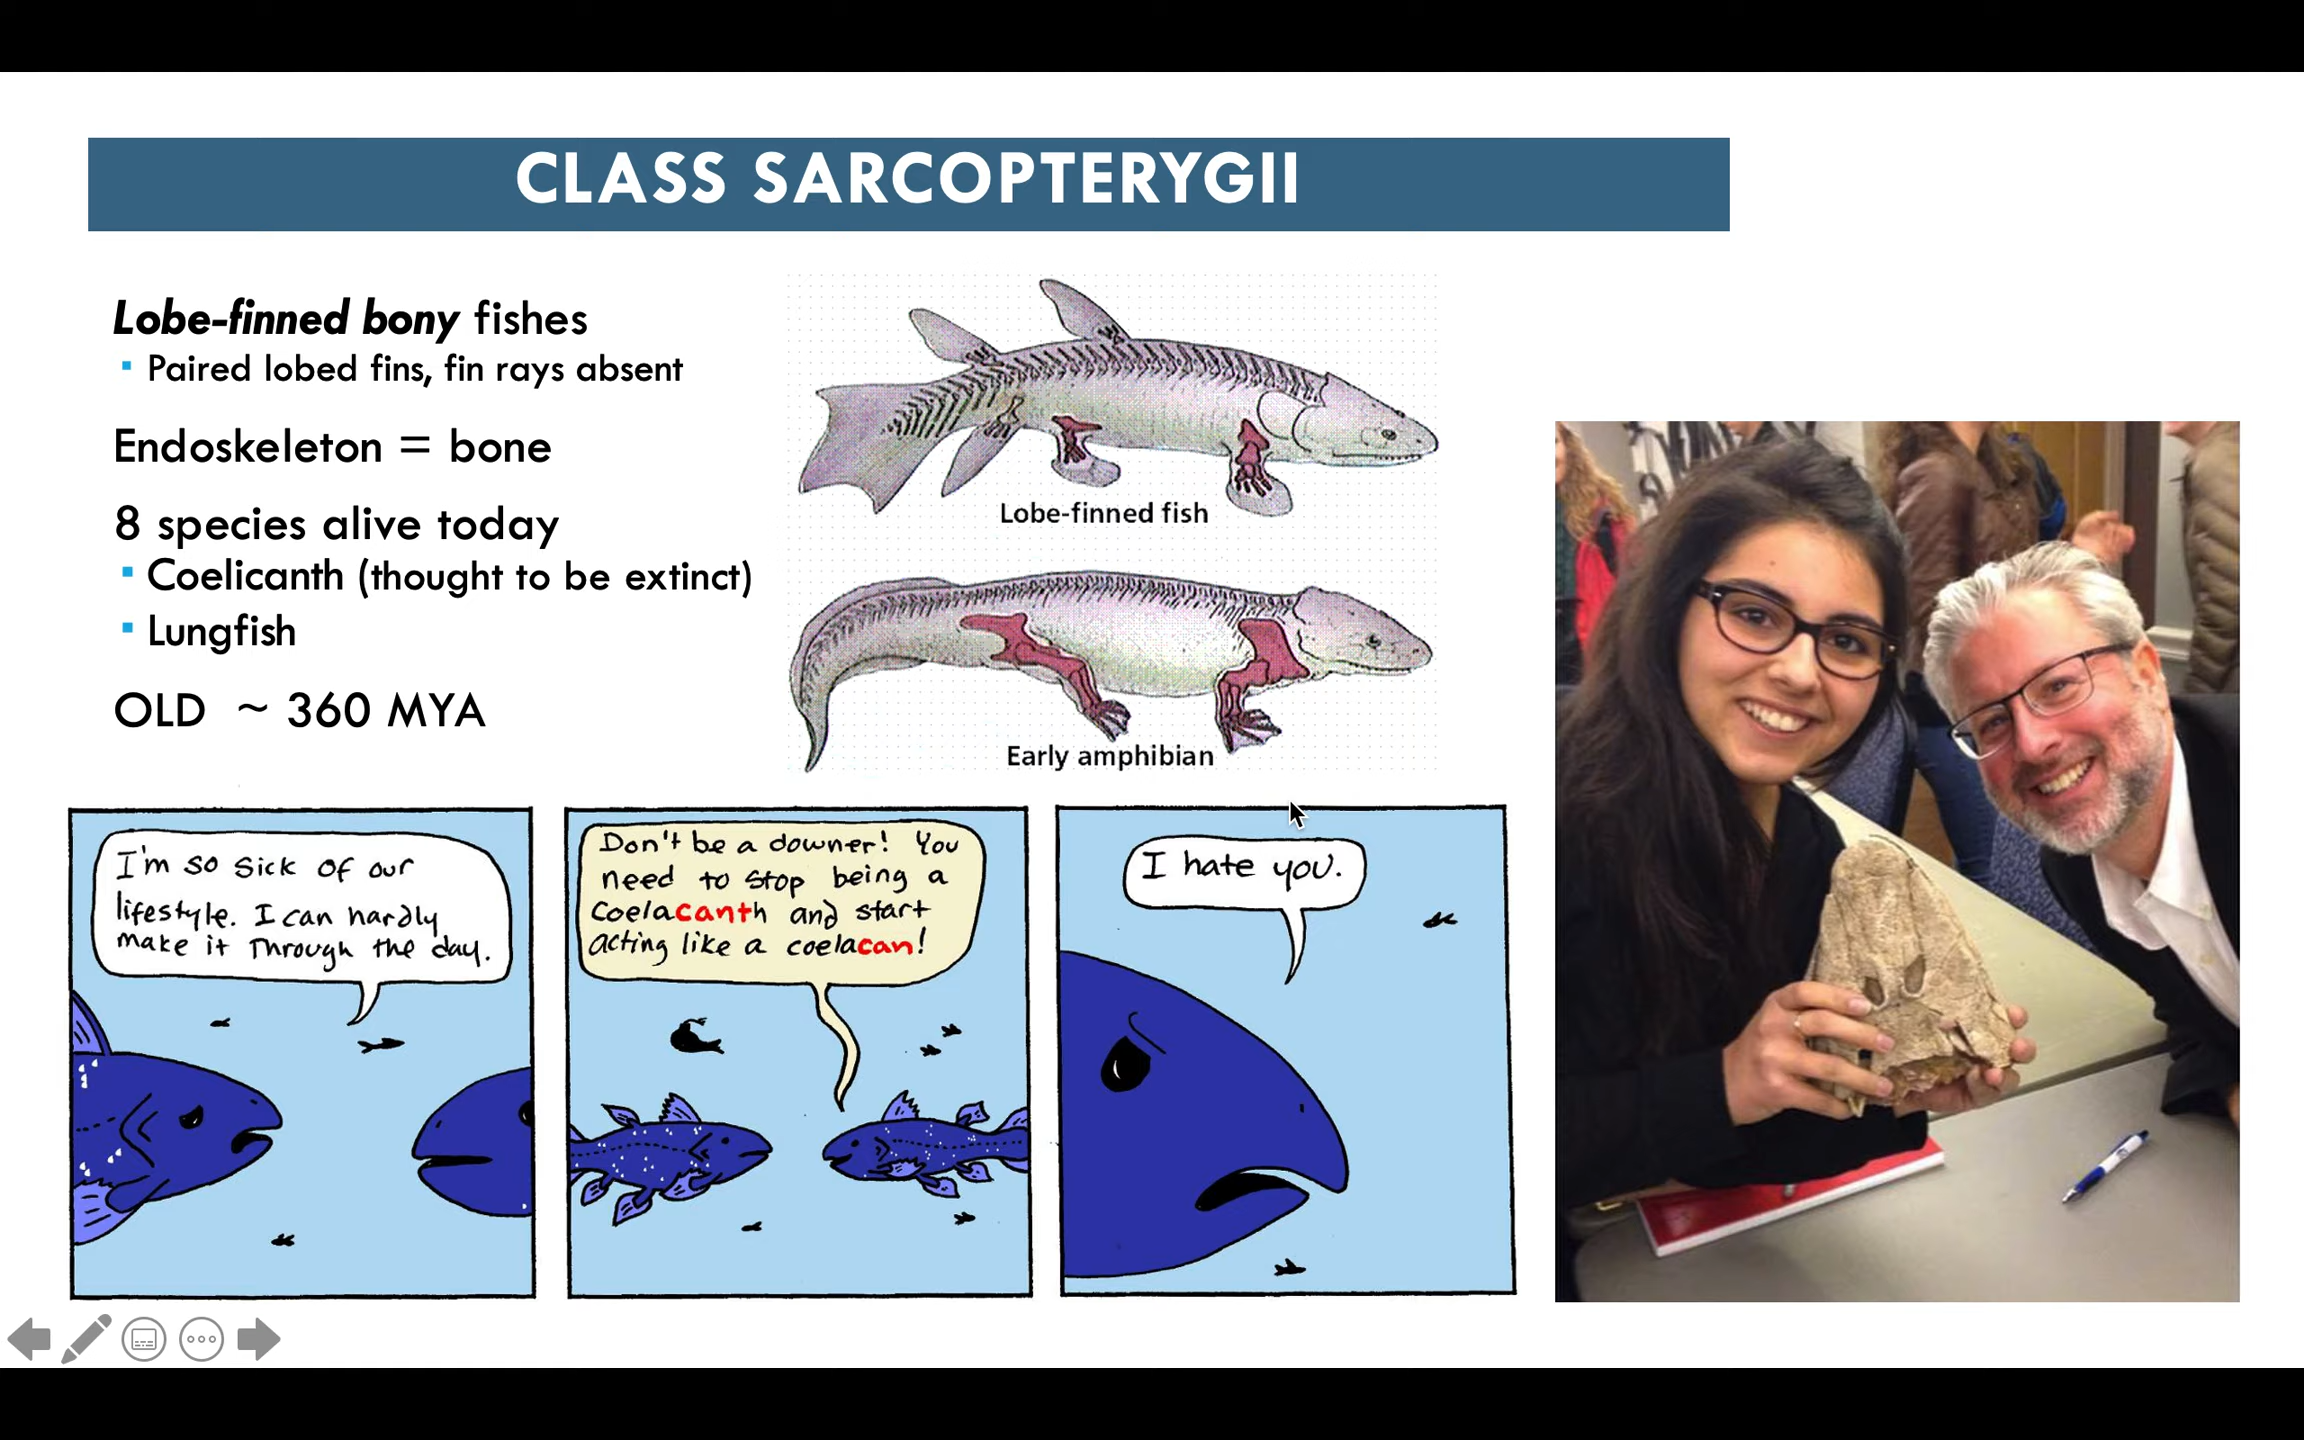 CLASS SARCOPTERYGII
Lobe-finned bony fishes
▪ Paired lobed fins, fin rays absent
Endoskeleton = bone
8 species alive today
▪ Coelicanth (thought to be extinct)
▪ Lungfish
OLD ~ 360 MYA
Lobe-finned fish
Early amphibian
I'm so sick of our
lifestyle. I can hardly
make it through the day.
Don't be a downer! You
need to stop being a
coelacanth and start
acting like a coelacan!
I hate you.